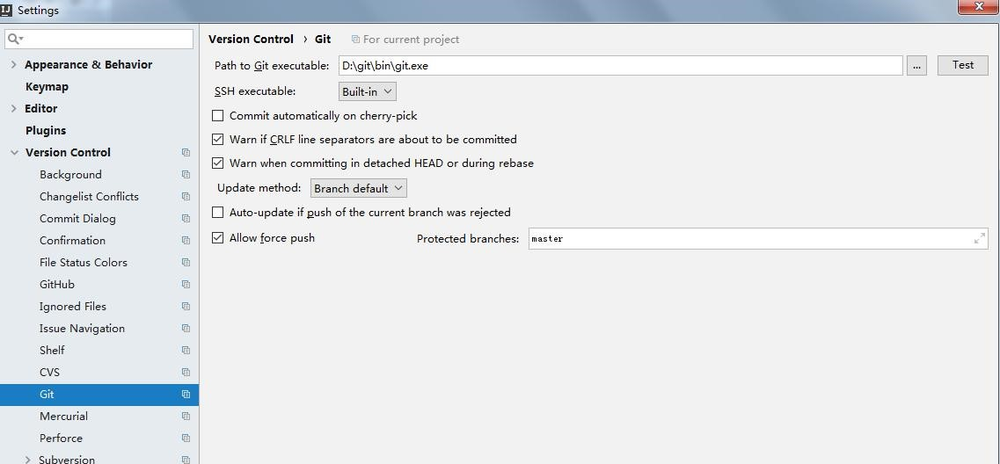 IJ Settings
Version Control › Git For current project
Appearance & Behavior
Keymap
Editor
Plugins
Version Control
Background
Changelist Conflicts
Commit Dialog
Confirmation
File Status Colors
GitHub
Ignored Files
Issue Navigation
Shelf
CVS
Git
Mercurial
Perforce
Subversion
Path to Git executable: D:\git\bin\git.exe ... Test
SSH executable: Built-in
Commit automatically on cherry-pick
Warn if CRLF line separators are about to be committed
Warn when committing in detached HEAD or during rebase
Update method: Branch default
Auto-update if push of the current branch was rejected
Allow force push Protected branches: master